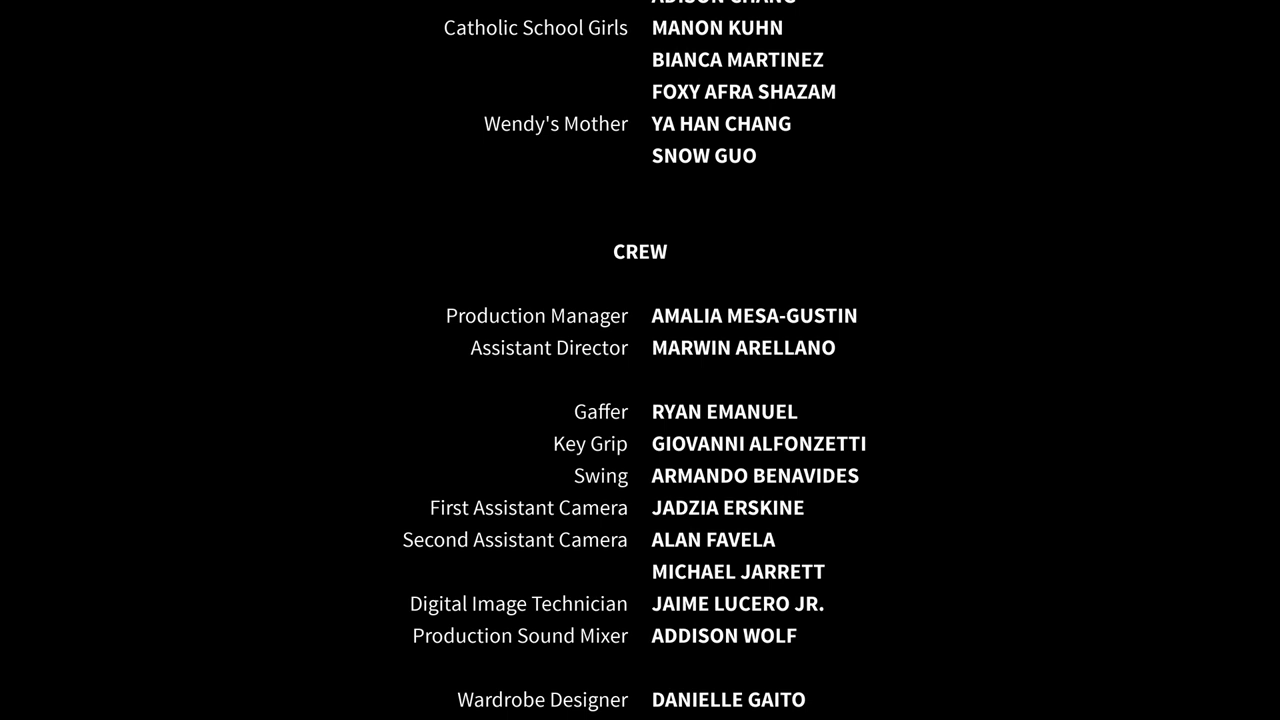 ADISON CHANG
Catholic School Girls MANON KUHN
BIANCA MARTINEZ
FOXY AFRA SHAZAM
Wendy's Mother YA HAN CHANG
SNOW GUO
CREW
Production Manager AMALIA MESA-GUSTIN
Assistant Director MARWIN ARELLANO
Gaffer RYAN EMANUEL
Key Grip GIOVANNI ALFONZETTI
Swing ARMANDO BENAVIDES
First Assistant Camera JADZIA ERSKINE
Second Assistant Camera ALAN FAVELA
MICHAEL JARRETT
Digital Image Technician JAIME LUCERO JR.
Production Sound Mixer ADDISON WOLF
Wardrobe Designer DANIELLE GAITO